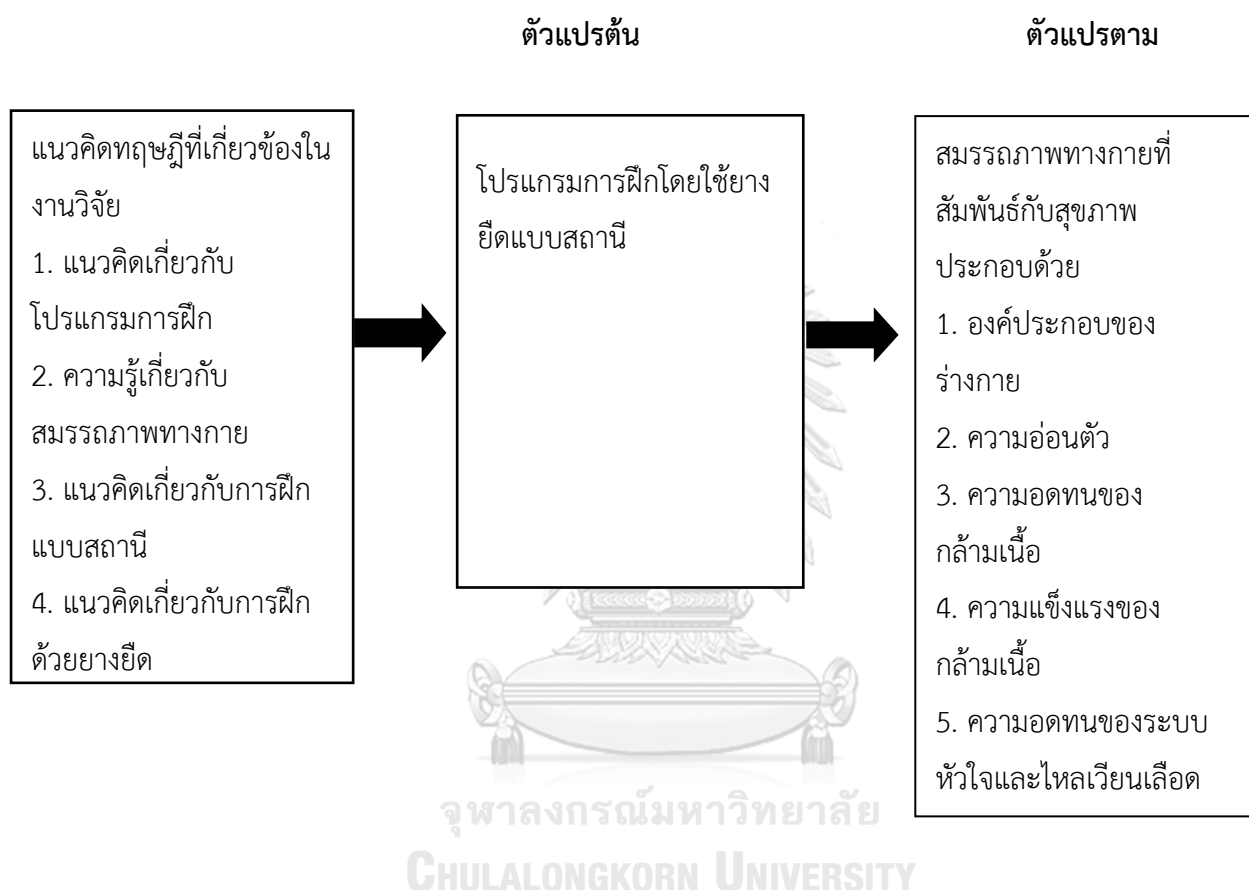 ตัวแปรต้น
ตัวแปรตาม
แนวคิดทฤษฎีที่เกี่ยวข้องใน
งานวิจัย
1. แนวคิดเกี่ยวกับ
โปรแกรมการฝึก
2. ความรู้เกี่ยวกับ
สมรรถภาพทางกาย
3. แนวคิดเกี่ยวกับการฝึก
แบบสถานี
4. แนวคิดเกี่ยวกับการฝึก
ด้วยยางยืด
โปรแกรมการฝึกโดยใช้ยาง
ยืดแบบสถานี
สมรรถภาพทางกายที่
สัมพันธ์กับสุขภาพ
ประกอบด้วย
1. องค์ประกอบของ
ร่างกาย
2. ความอ่อนตัว
3. ความอดทนของ
กล้ามเนื้อ
4. ความแข็งแรงของ
กล้ามเนื้อ
5. ความอดทนของระบบ
หัวใจและไหลเวียนเลือด
จุฬาลงกรณ์มหาวิทยาลัย
CHULALONGKORN UNIVERSITY